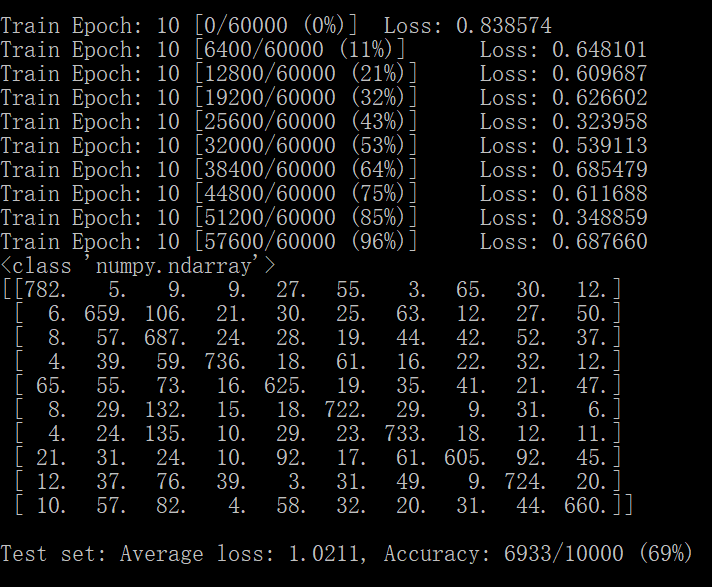 Train Epoch: 10 [0/60000 (0%)]  Loss: 0.838574
Train Epoch: 10 [6400/60000 (11%)]      Loss: 0.648101
Train Epoch: 10 [12800/60000 (21%)]     Loss: 0.609687
Train Epoch: 10 [19200/60000 (32%)]     Loss: 0.626602
Train Epoch: 10 [25600/60000 (43%)]     Loss: 0.323958
Train Epoch: 10 [32000/60000 (53%)]     Loss: 0.539113
Train Epoch: 10 [38400/60000 (64%)]     Loss: 0.685479
Train Epoch: 10 [44800/60000 (75%)]     Loss: 0.611688
Train Epoch: 10 [51200/60000 (85%)]     Loss: 0.348859
Train Epoch: 10 [57600/60000 (96%)]     Loss: 0.687660
<class 'numpy.ndarray'>
[[782.   5.   9.   9.  27.  55.   3.  65.  30.  12.]
 [  6. 659. 106.  21.  30.  25.  63.  12.  27.  50.]
 [  8.  57. 687.  24.  28.  19.  44.  42.  52.  37.]
 [  4.  39.  59. 736.  18.  61.  16.  22.  32.  12.]
 [ 65.  55.  73.  16. 625.  19.  35.  41.  21.  47.]
 [  8.  29. 132.  15.  18. 722.  29.   9.  31.   6.]
 [  4.  24. 135.  10.  29.  23. 733.  18.  12.  11.]
 [ 21.  31.  24.  10.  92.  17.  61. 605.  92.  45.]
 [ 12.  37.  76.  39.   3.  31.  49.   9. 724.  20.]
 [ 10.  57.  82.   4.  58.  32.  20.  31.  44. 660.]]
Test set: Average loss: 1.0211, Accuracy: 6933/10000 (69%)